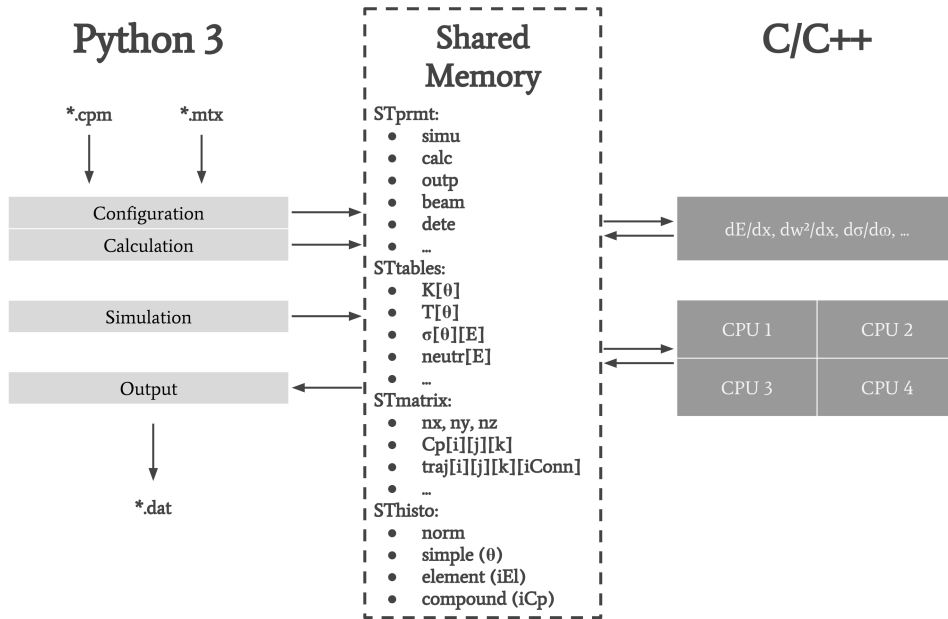 Python 3
*.cpm
*.mtx
Configuration
Calculation
Simulation
Output
*.dat
Shared
Memory
STprmt:
● simu
● calc
● outp
● beam
● dete
● ...
STtables:
● K[θ]
● T[θ]
● σ[θ][E]
● neutr[E]
● ...
STmatrix:
● nx, ny, nz
● Cp[i][j][k]
● traj[i][j][k][iConn]
● ...
SThisto:
● norm
● simple (θ)
● element (iEl)
● compound (iCp)
C/C++
dE/dx, dw²/dx, dσ/dω, ...
CPU 1
CPU 2
CPU 3
CPU 4